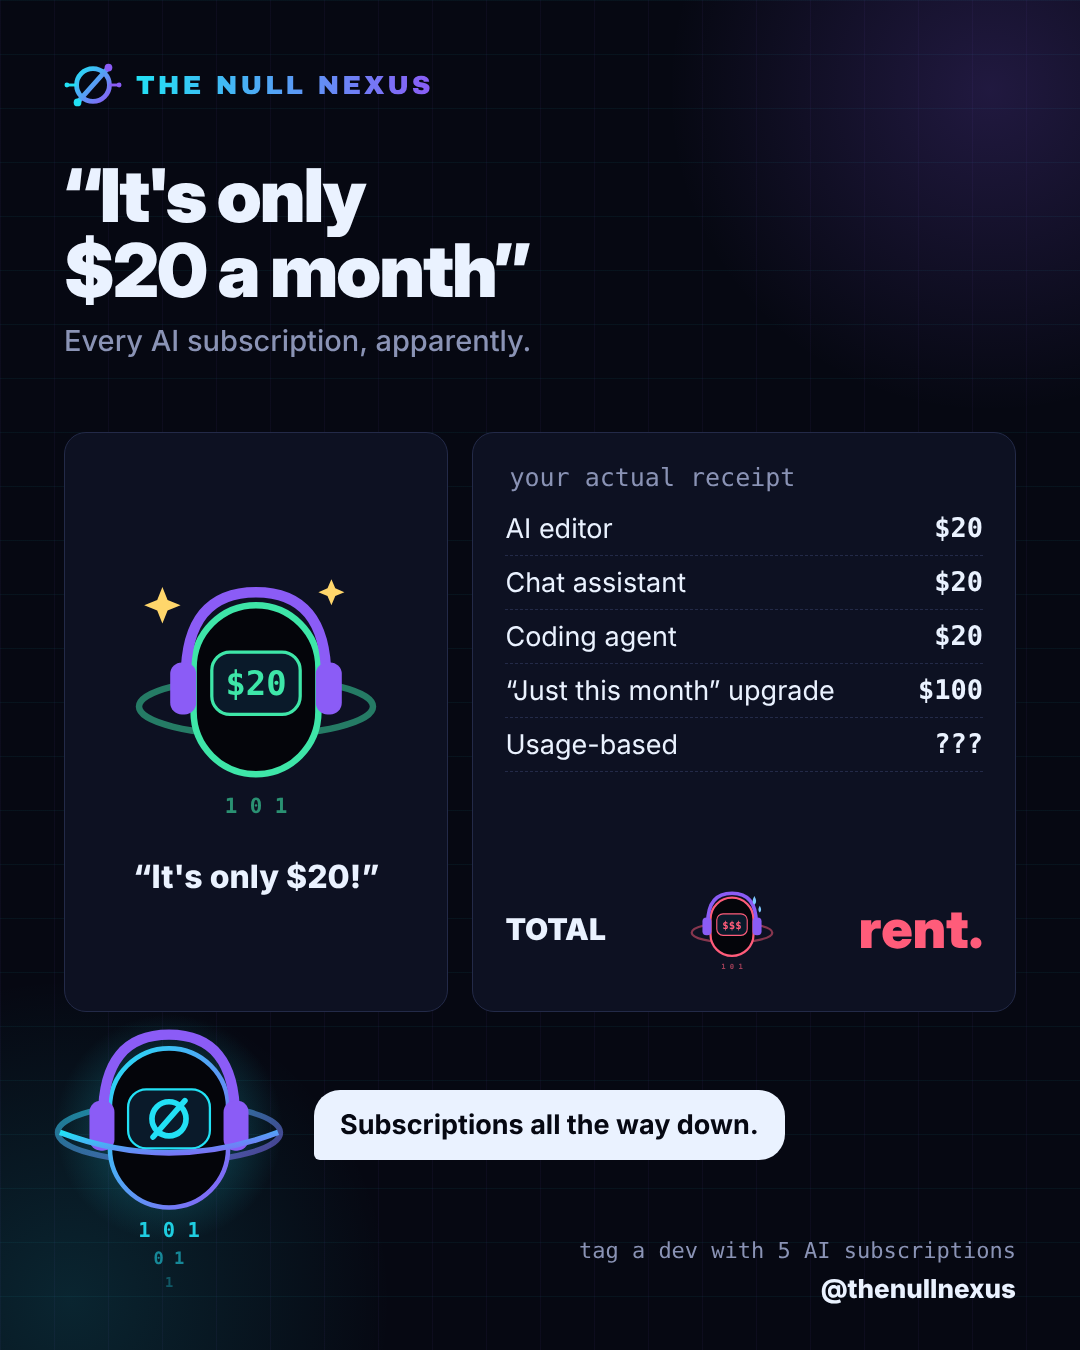 THE NULL NEXUS
“It's only
$20 a month”
Every AI subscription, apparently.
$20
1 0 1
“It's only $20!”
your actual receipt
AI editor $20
Chat assistant $20
Coding agent $20
“Just this month” upgrade $100
Usage-based ???
TOTAL $$$ rent.
1 0 1
Subscriptions all the way down.
1 0 1
0 1
1
tag a dev with 5 AI subscriptions
@thenullnexus